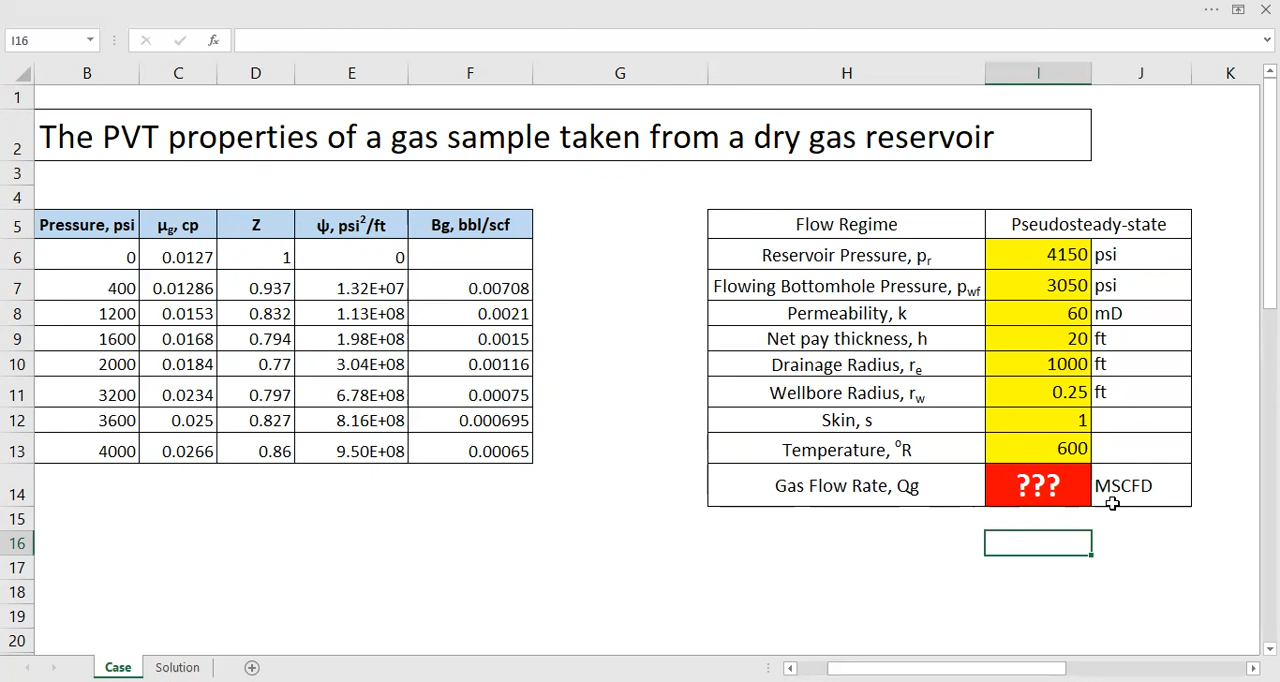 I16
fx
B C D E F G H I J K
1
2 The PVT properties of a gas sample taken from a dry gas reservoir
3
4
5 Pressure, psi μg, cp Z ψ, psi²/ft Bg, bbl/scf Flow Regime Pseudosteady-state
6 0 0.0127 1 0 Reservoir Pressure, pr 4150 psi
7 400 0.01286 0.937 1.32E+07 0.00708 Flowing Bottomhole Pressure, pwf 3050 psi
8 1200 0.0153 0.832 1.13E+08 0.0021 Permeability, k 60 mD
9 1600 0.0168 0.794 1.98E+08 0.0015 Net pay thickness, h 20 ft
10 2000 0.0184 0.77 3.04E+08 0.00116 Drainage Radius, re 1000 ft
11 3200 0.0234 0.797 6.78E+08 0.00075 Wellbore Radius, rw 0.25 ft
12 3600 0.025 0.827 8.16E+08 0.000695 Skin, s 1
13 4000 0.0266 0.86 9.50E+08 0.00065 Temperature, ºR 600
14 Gas Flow Rate, Qg ??? MSCFD
15
16
17
18
19
20
Case Solution